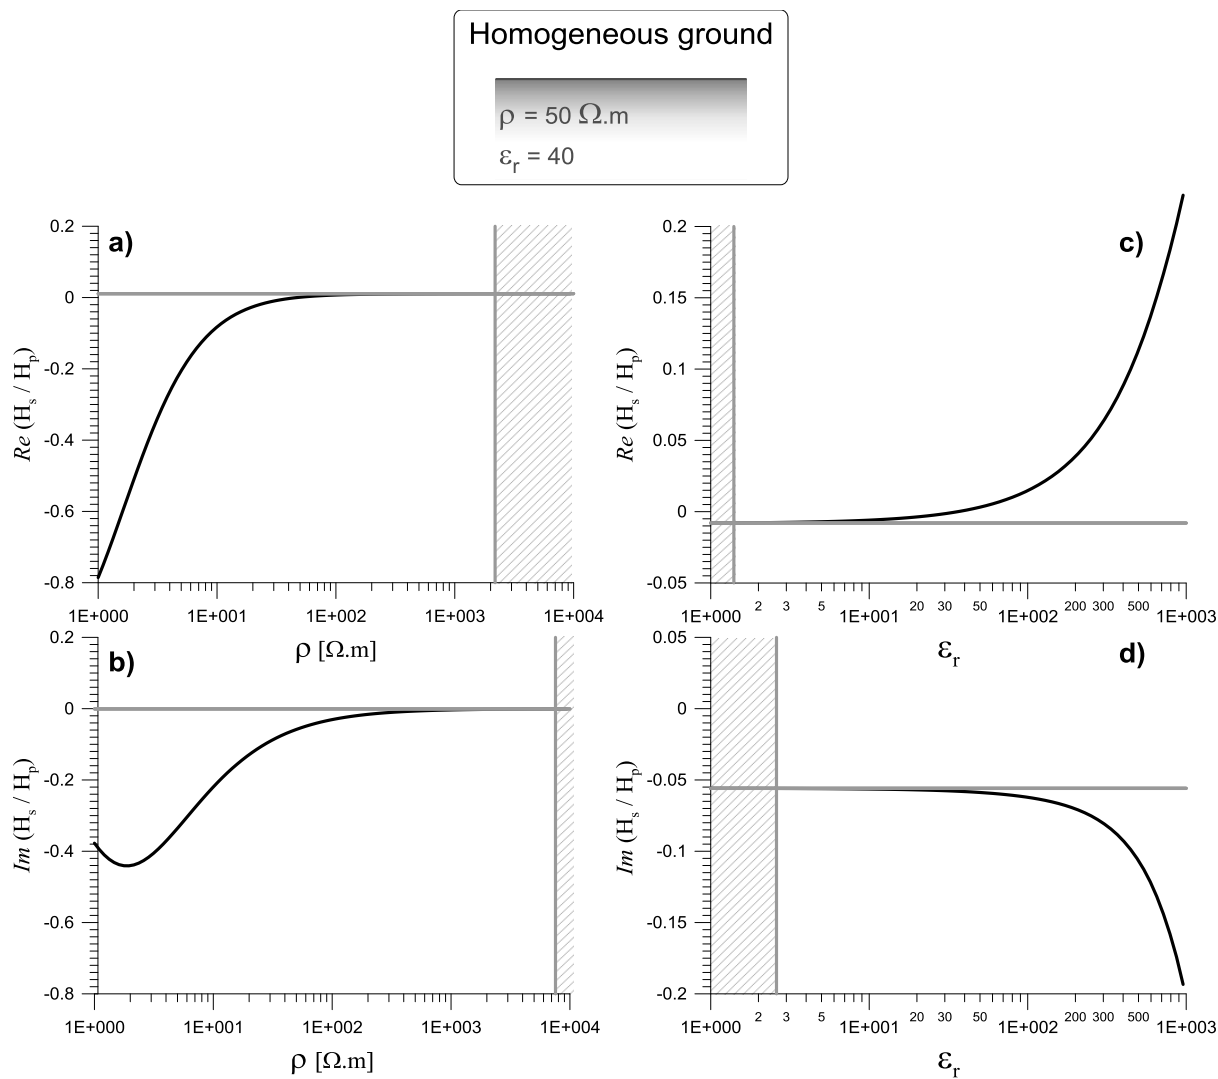 Homogeneous ground
ρ = 50 Ω.m
εr = 40
a)
0.2
0
-0.2
-0.4
-0.6
-0.8
Re (Hs / Hp)
1E+000 1E+001 1E+002 1E+003 1E+004
ρ [Ω.m]
c)
0.2
0.15
0.1
0.05
0
-0.05
Re (Hs / Hp)
1E+000 2 3 5 1E+001 20 30 50 1E+002 200 300 500 1E+003
εr
b)
0.2
0
-0.2
-0.4
-0.6
-0.8
Im (Hs / Hp)
1E+000 1E+001 1E+002 1E+003 1E+004
ρ [Ω.m]
d)
0.05
0
-0.05
-0.1
-0.15
-0.2
Im (Hs / Hp)
1E+000 2 3 5 1E+001 20 30 50 1E+002 200 300 500 1E+003
εr